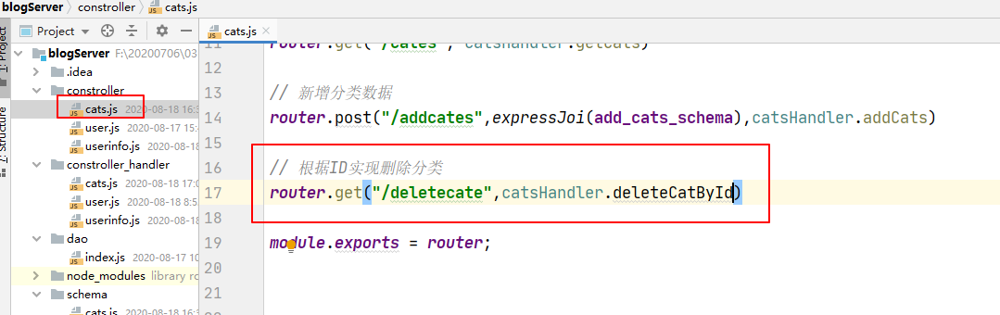 blogServer constroller cats.js
Project
cats.js
1: Project
7: Structure
blogServer F:\20200706\03
.idea
constroller
cats.js 2020-08-18 16:
user.js 2020-08-17 15:
userinfo.js 2020-08-18
constroller_handler
cats.js 2020-08-18 17:0
user.js 2020-08-18 8:5
userinfo.js 2020-08-18
dao
index.js 2020-08-17 10
node_modules library ro
schema
cats.js 2020-08-18 16:
11 router.get("/cates", catsHandler.getCats)
12
13 // 新增分类数据
14 router.post("/addcates",expressJoi(add_cats_schema),catsHandler.addCats)
15
16 // 根据ID实现删除分类
17 router.get("/deletecate",catsHandler.deleteCatById)
18
19 module.exports = router;
20
21